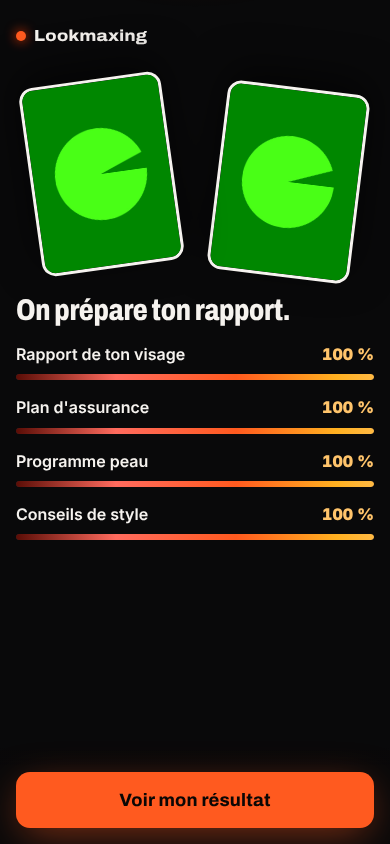 Lookmaxing
On prépare ton rapport.
Rapport de ton visage 100 %
Plan d'assurance 100 %
Programme peau 100 %
Conseils de style 100 %
Voir mon résultat